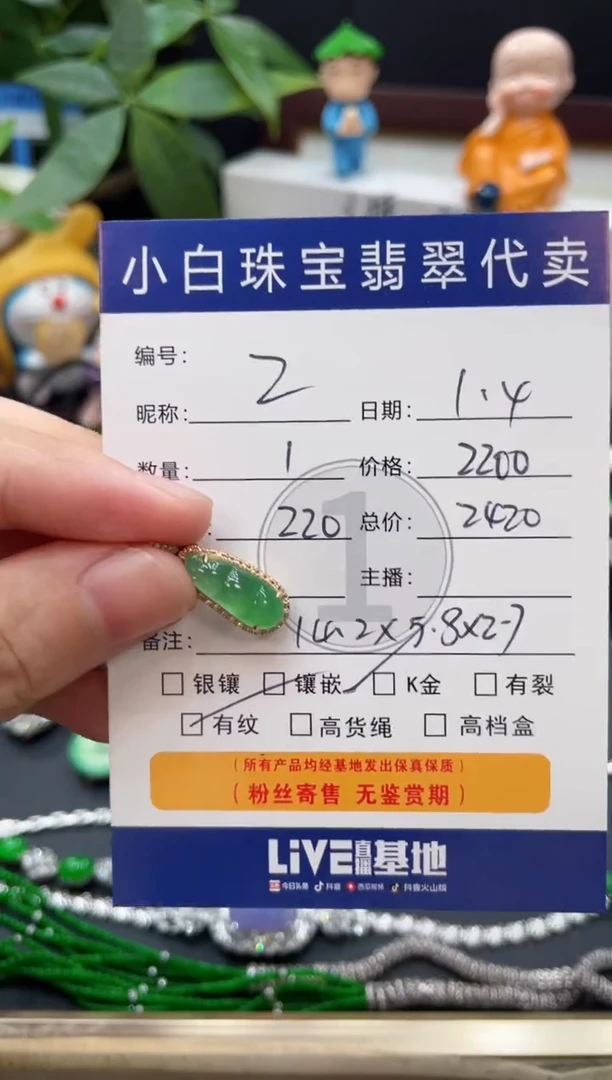 小白珠宝翡翠代卖
编号：
Z
昵称： 日期： 1.4
数量： 1 价格： 2200
220 总价： 2420
主播：
1
备注： 5.8x2.7
银镶 镶嵌 K金 有裂
有纹 高货绳 高档盒
（所有产品均经基地发出保真保质）
（粉丝寄售 无鉴赏期）
LiVE直播基地
今日头条 抖音 西瓜视频 抖音火山版